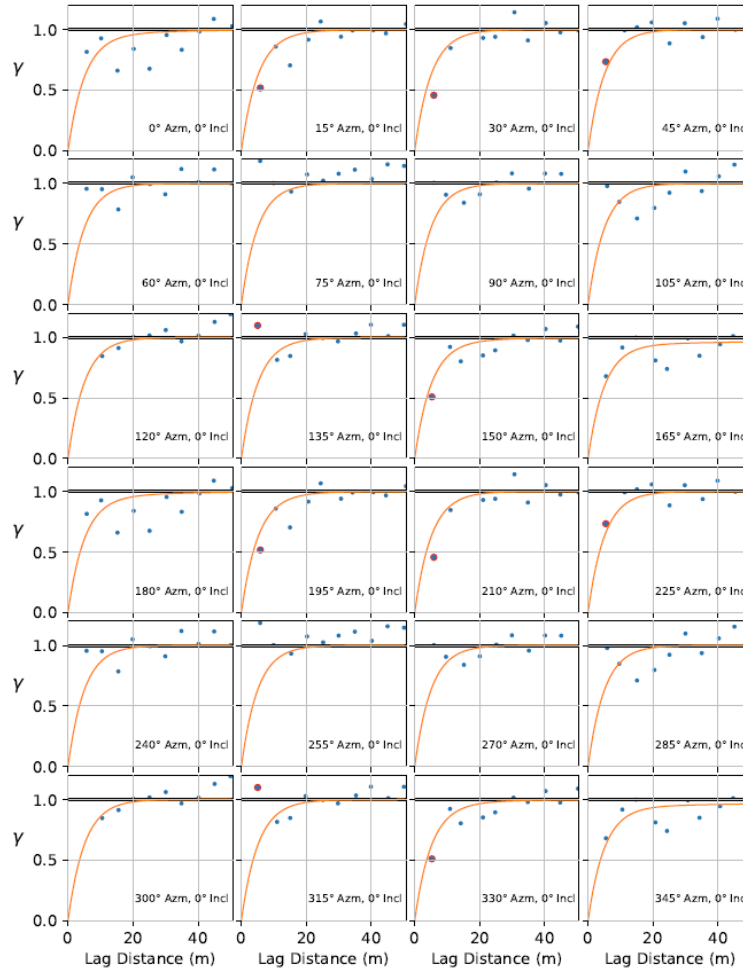 1.0
γ 0.5
0.0
0° Azm, 0° Incl
15° Azm, 0° Incl
30° Azm, 0° Incl
45° Azm, 0° Incl
1.0
γ 0.5
0.0
60° Azm, 0° Incl
75° Azm, 0° Incl
90° Azm, 0° Incl
105° Azm, 0° Incl
1.0
γ 0.5
0.0
120° Azm, 0° Incl
135° Azm, 0° Incl
150° Azm, 0° Incl
165° Azm, 0° Incl
1.0
γ 0.5
0.0
180° Azm, 0° Incl
195° Azm, 0° Incl
210° Azm, 0° Incl
225° Azm, 0° Incl
1.0
γ 0.5
0.0
240° Azm, 0° Incl
255° Azm, 0° Incl
270° Azm, 0° Incl
285° Azm, 0° Incl
1.0
γ 0.5
0.0
300° Azm, 0° Incl
315° Azm, 0° Incl
330° Azm, 0° Incl
345° Azm, 0° Incl
0 20 40 0 20 40 0 20 40 0 20 40
Lag Distance (m) Lag Distance (m) Lag Distance (m) Lag Distance (m)